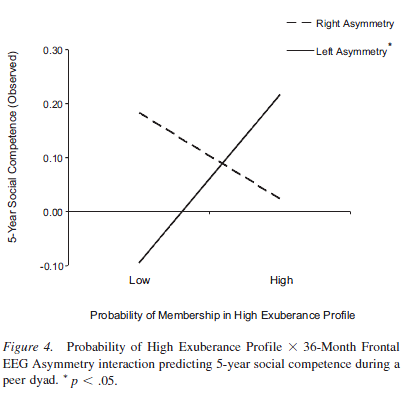 Right Asymmetry
Left Asymmetry*
5-Year Social Competence (Observed)
0.30
0.20
0.10
0.00
-0.10
Low
High
Probability of Membership in High Exuberance Profile
Figure 4. Probability of High Exuberance Profile × 36-Month Frontal
EEG Asymmetry interaction predicting 5-year social competence during a
peer dyad. * p < .05.